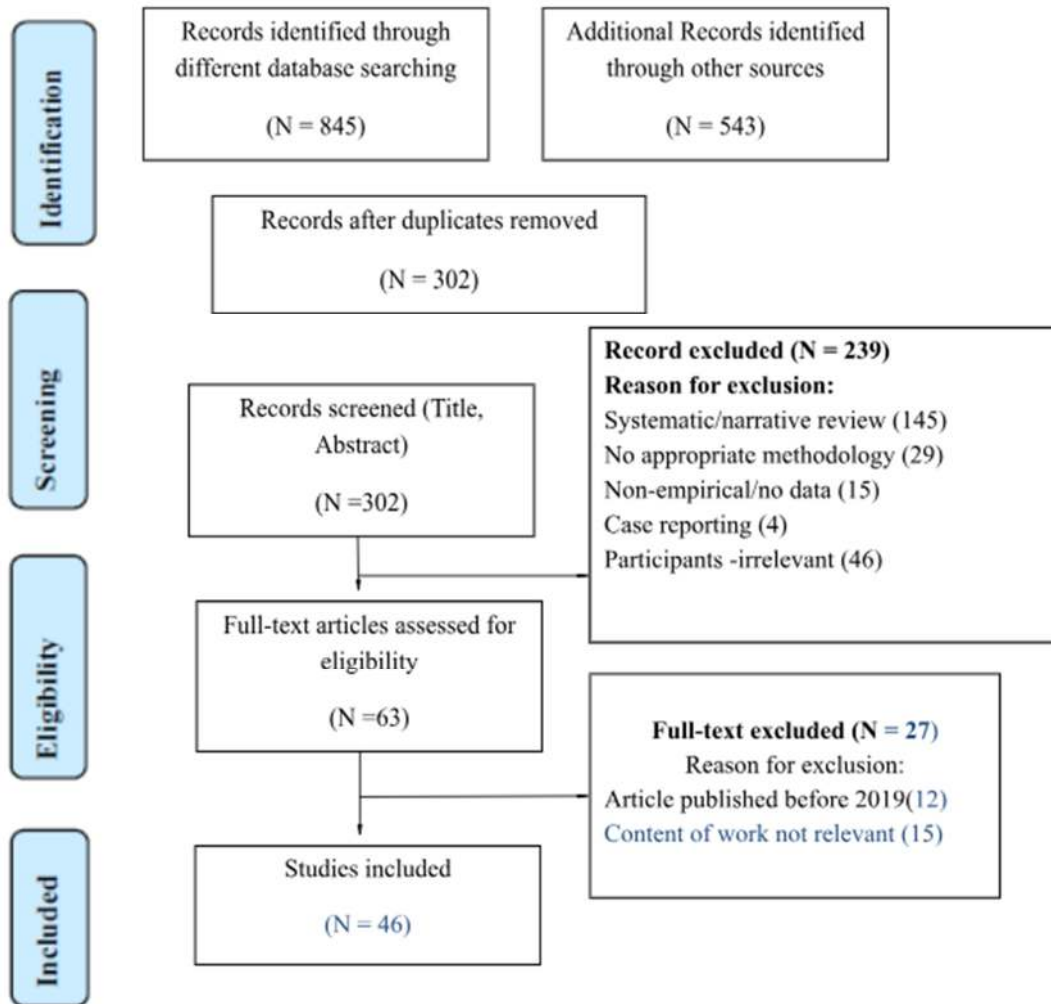 Identification
Records identified through
different database searching
(N = 845)
Additional Records identified
through other sources
(N = 543)
Records after duplicates removed
(N = 302)
Screening
Records screened (Title,
Abstract)
(N =302)
Record excluded (N = 239)
Reason for exclusion:
Systematic/narrative review (145)
No appropriate methodology (29)
Non-empirical/no data (15)
Case reporting (4)
Participants -irrelevant (46)
Eligibility
Full-text articles assessed for
eligibility
(N =63)
Full-text excluded (N = 27)
Reason for exclusion:
Article published before 2019(12)
Content of work not relevant (15)
Included
Studies included
(N = 46)